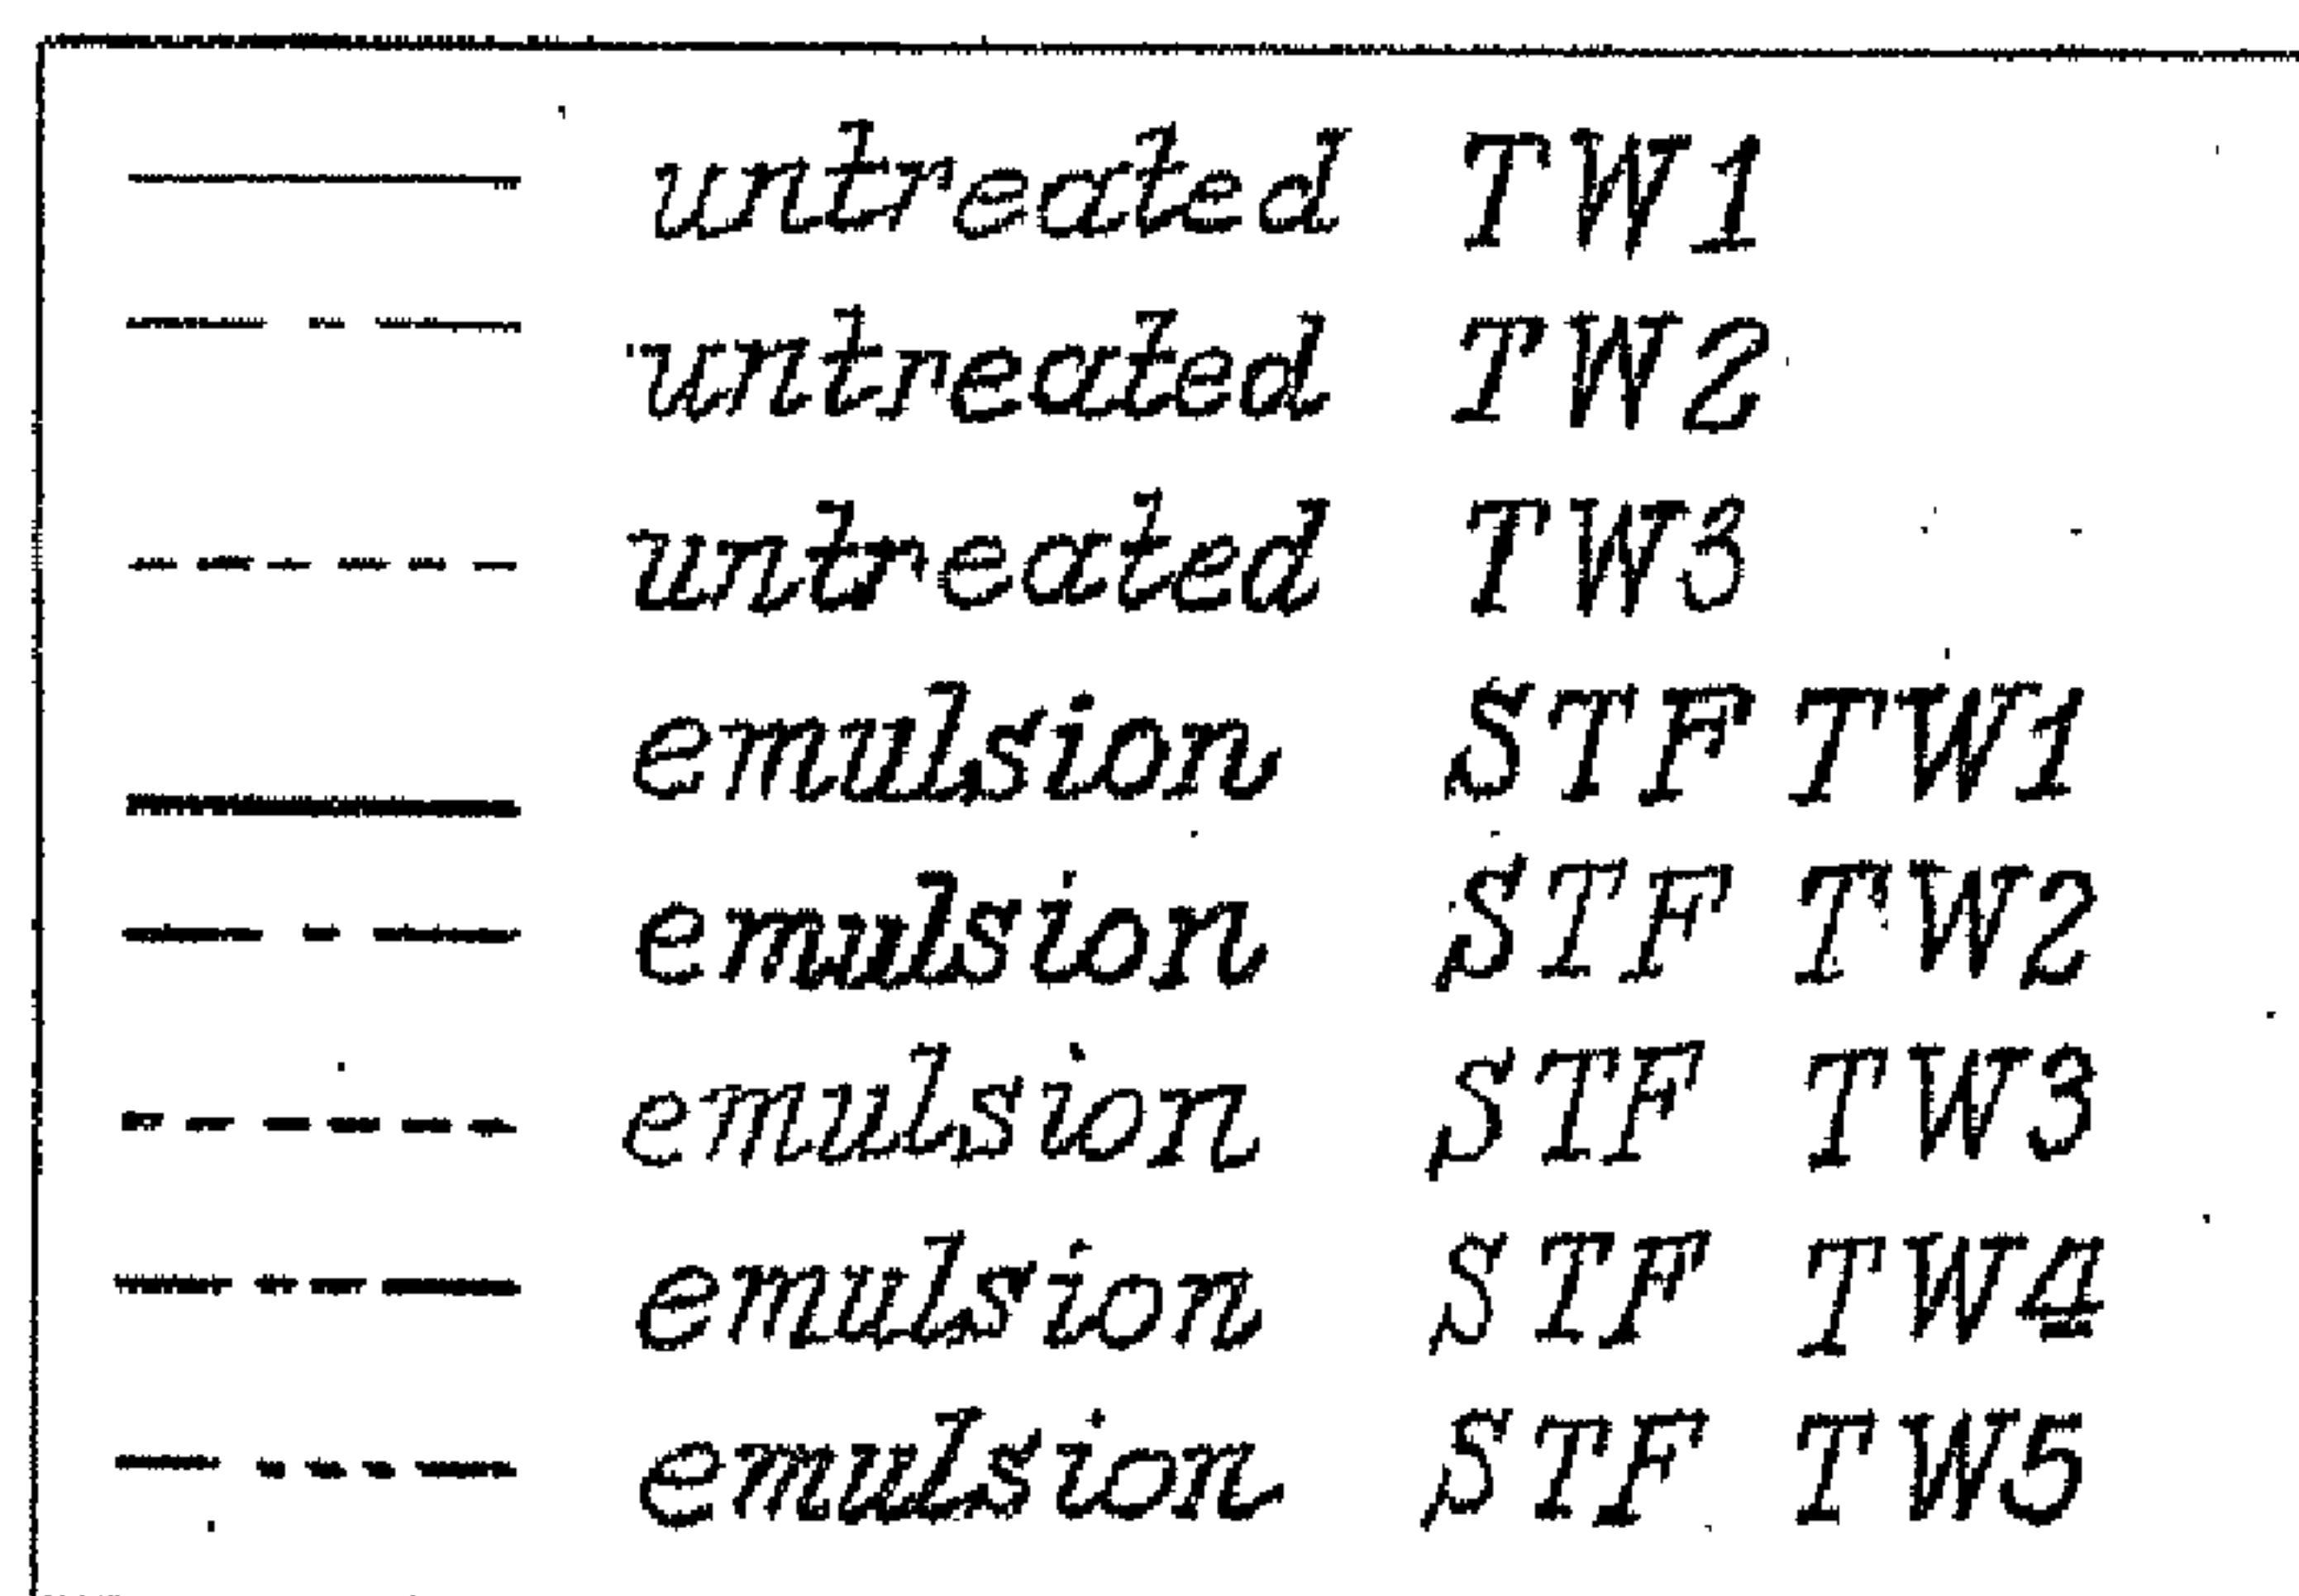 untreated TW1
untreated TW2
untreated TW3
emulsion STF TW1
emulsion STF TW2
emulsion STF TW3
emulsion STF TW4
emulsion STF TW5